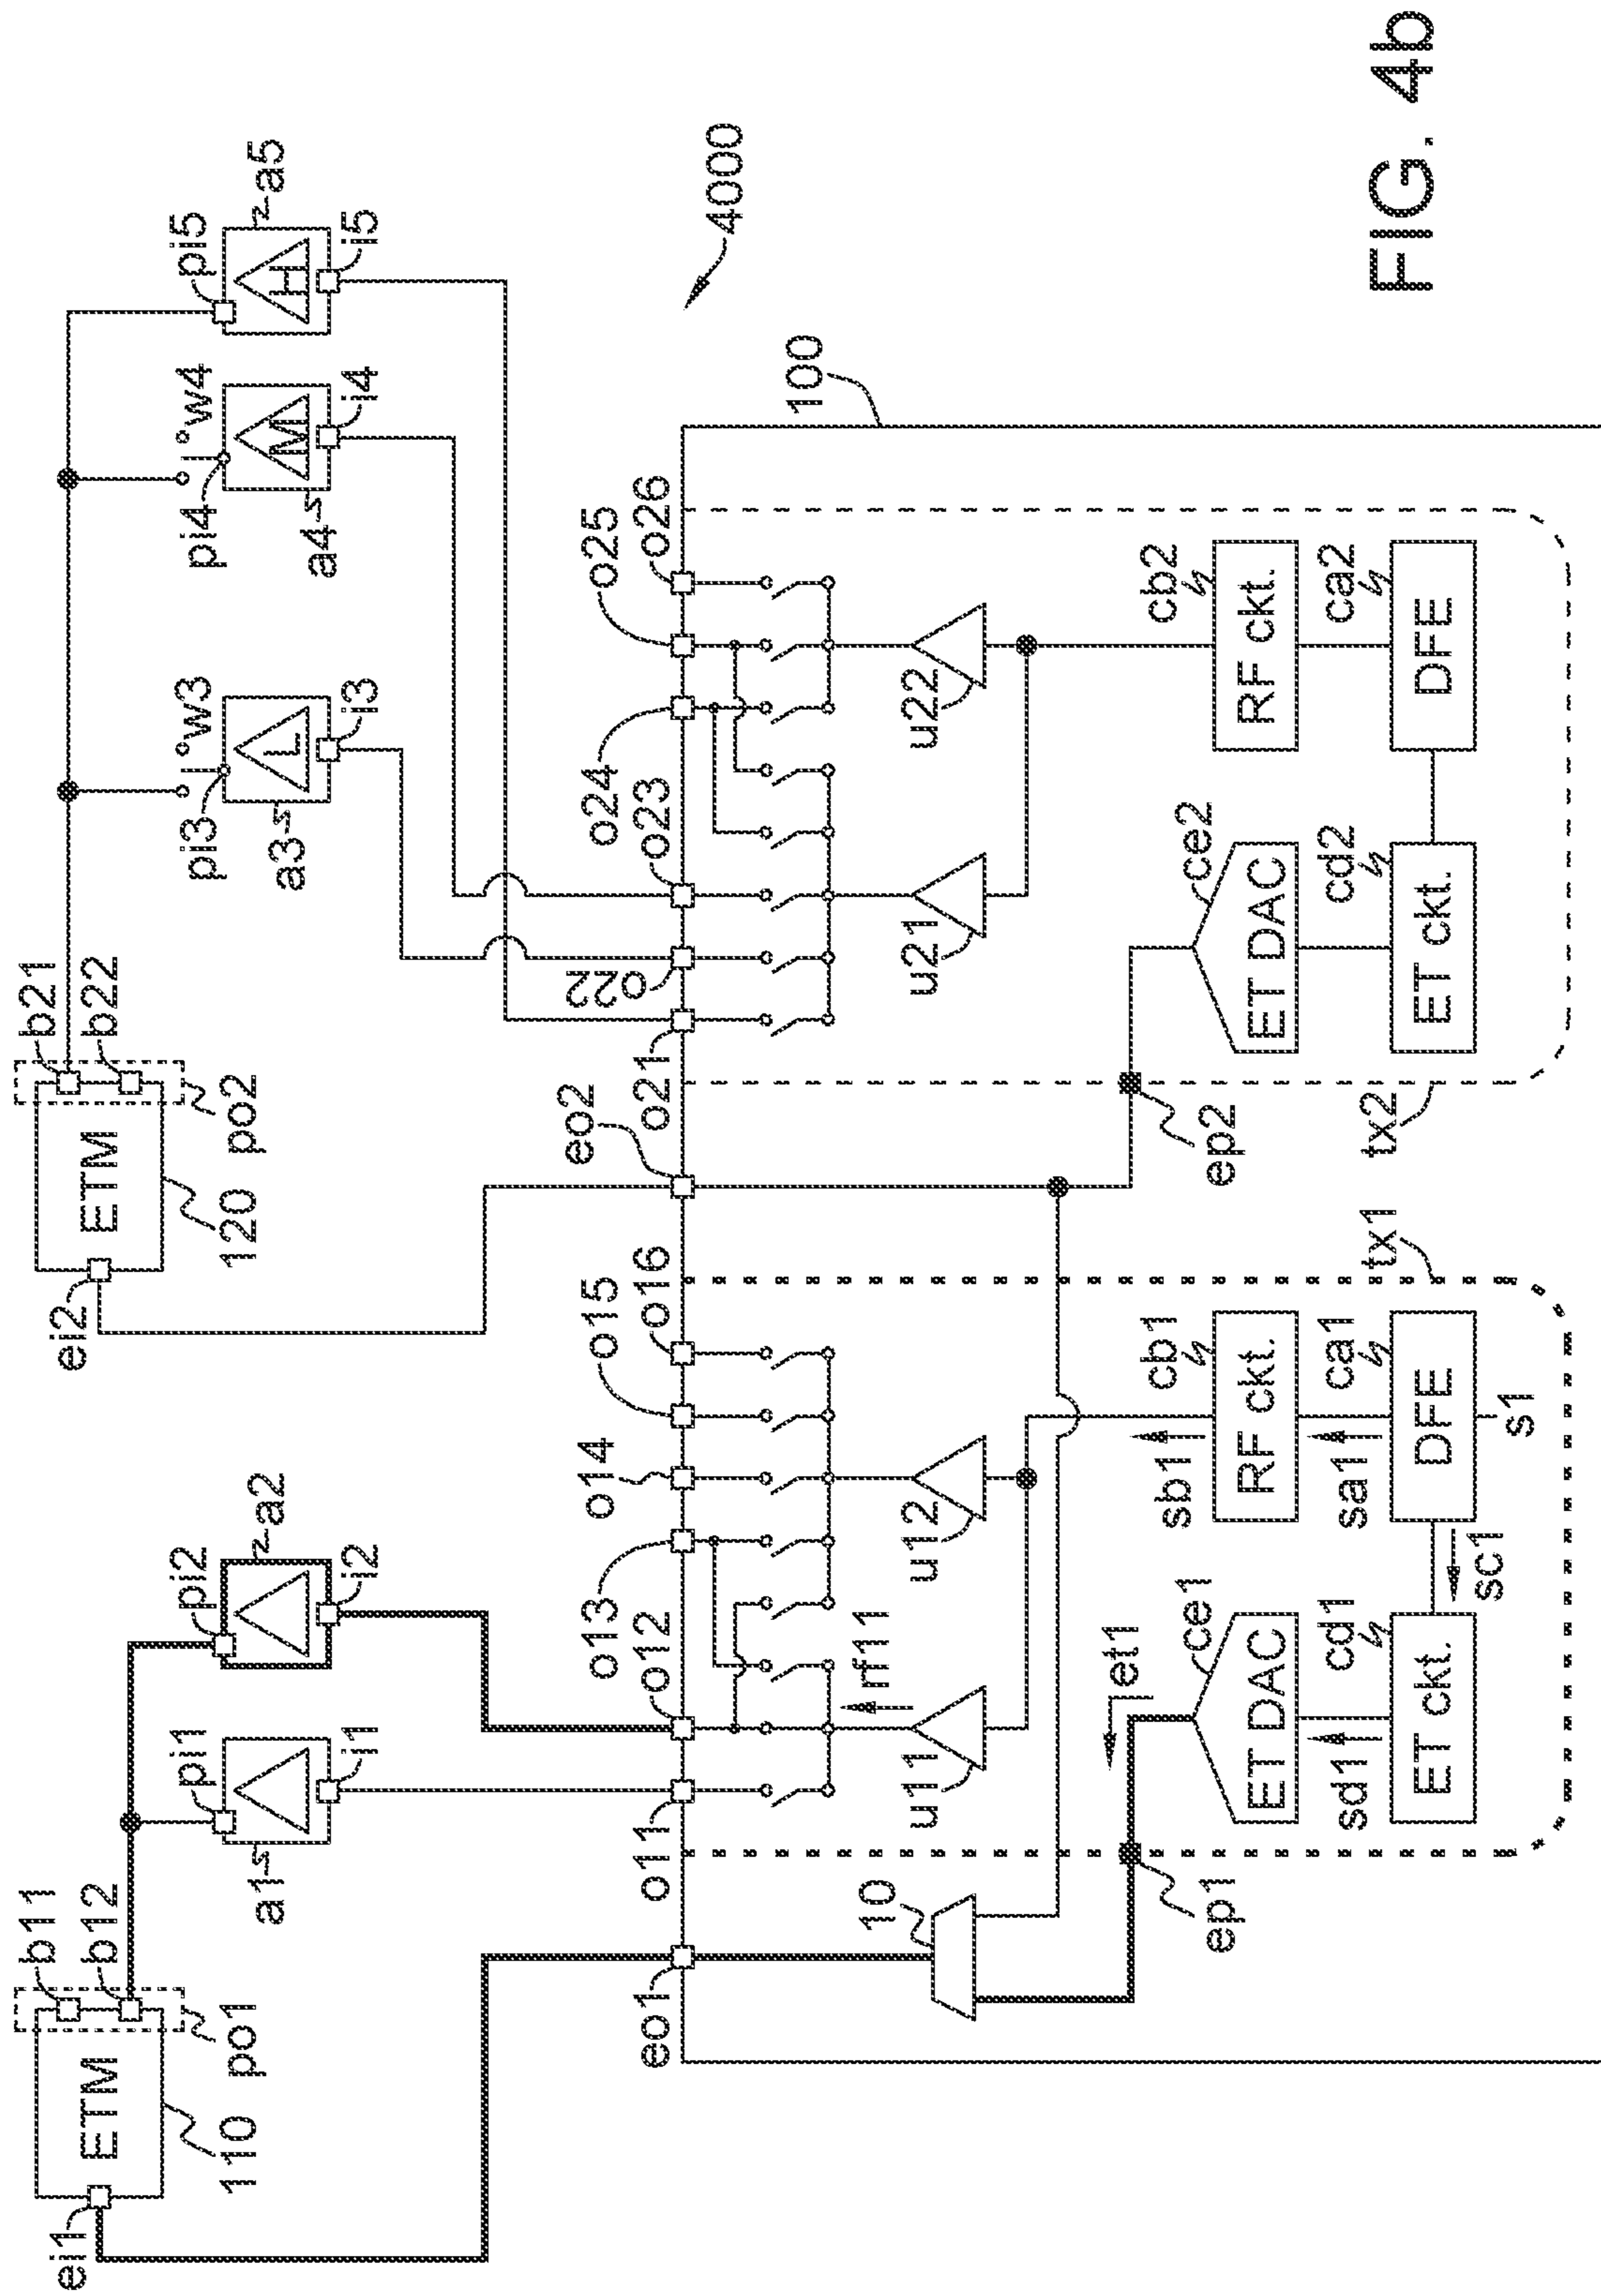 ETM
b11
b12
ei1
110
po1
pi1
a1
i1
pi2
a2
i2
ETM
b21
b22
ei2
120
po2
pi3
°w3
L
a3
i3
pi4
°w4
M
a4
i4
pi5
H
a5
i5
4000
eo1
o11
o12
o13
o14
o15
o16
eo2
o21
o22
o23
o24
o25
o26
100
10
rf11
u11
u12
u21
u22
et1
ep1
ce1
ET DAC
sd1
cd1
ET ckt.
sc1
sb1
cb1
RF ckt.
sa1
ca1
DFE
s1
tx1
ep2
ce2
ET DAC
cd2
ET ckt.
cb2
RF ckt.
ca2
DFE
tx2
FIG. 4b